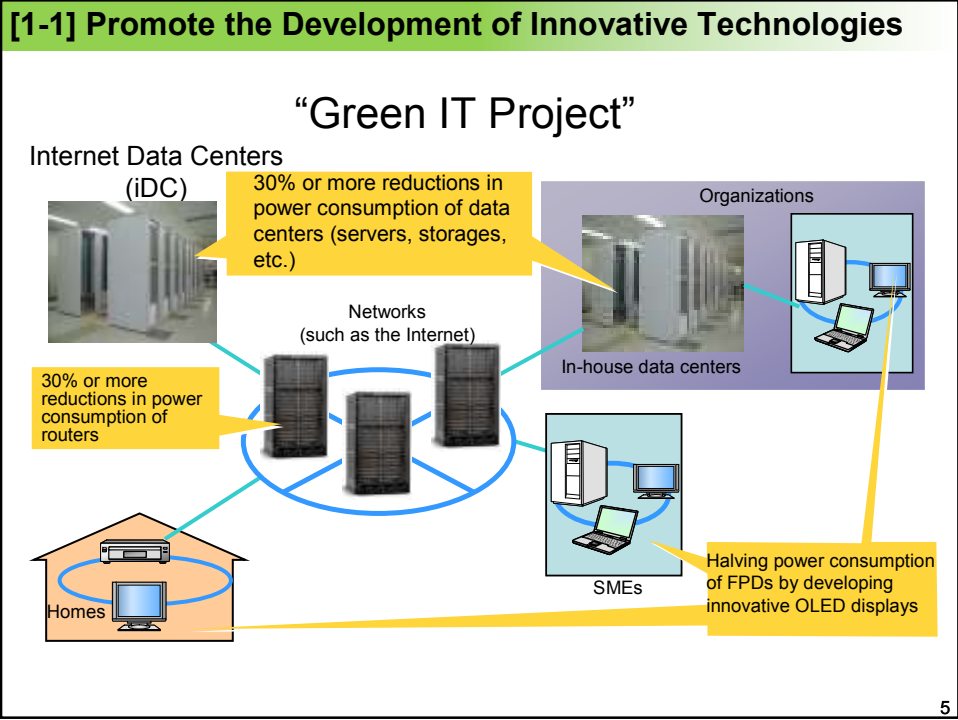 [1-1] Promote the Development of Innovative Technologies
“Green IT Project”
Internet Data Centers
(iDC)
30% or more reductions in
power consumption of data
centers (servers, storages,
etc.)
Organizations
Networks
(such as the Internet)
In-house data centers
30% or more
reductions in power
consumption of
routers
Halving power consumption
of FPDs by developing
innovative OLED displays
SMEs
Homes
5